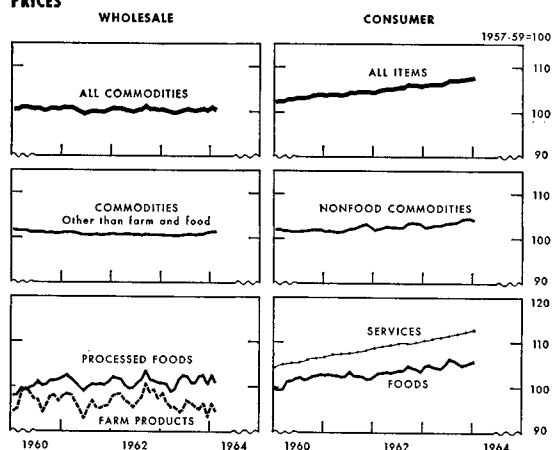 PRICES
WHOLESALE
CONSUMER
1957-59=100
ALL COMMODITIES
ALL ITEMS
110
100
90
COMMODITIES
Other than farm and food
NONFOOD COMMODITIES
110
100
90
PROCESSED FOODS
FARM PRODUCTS
SERVICES
FOODS
120
110
100
90
1960 1962 1964 1960 1962 1964